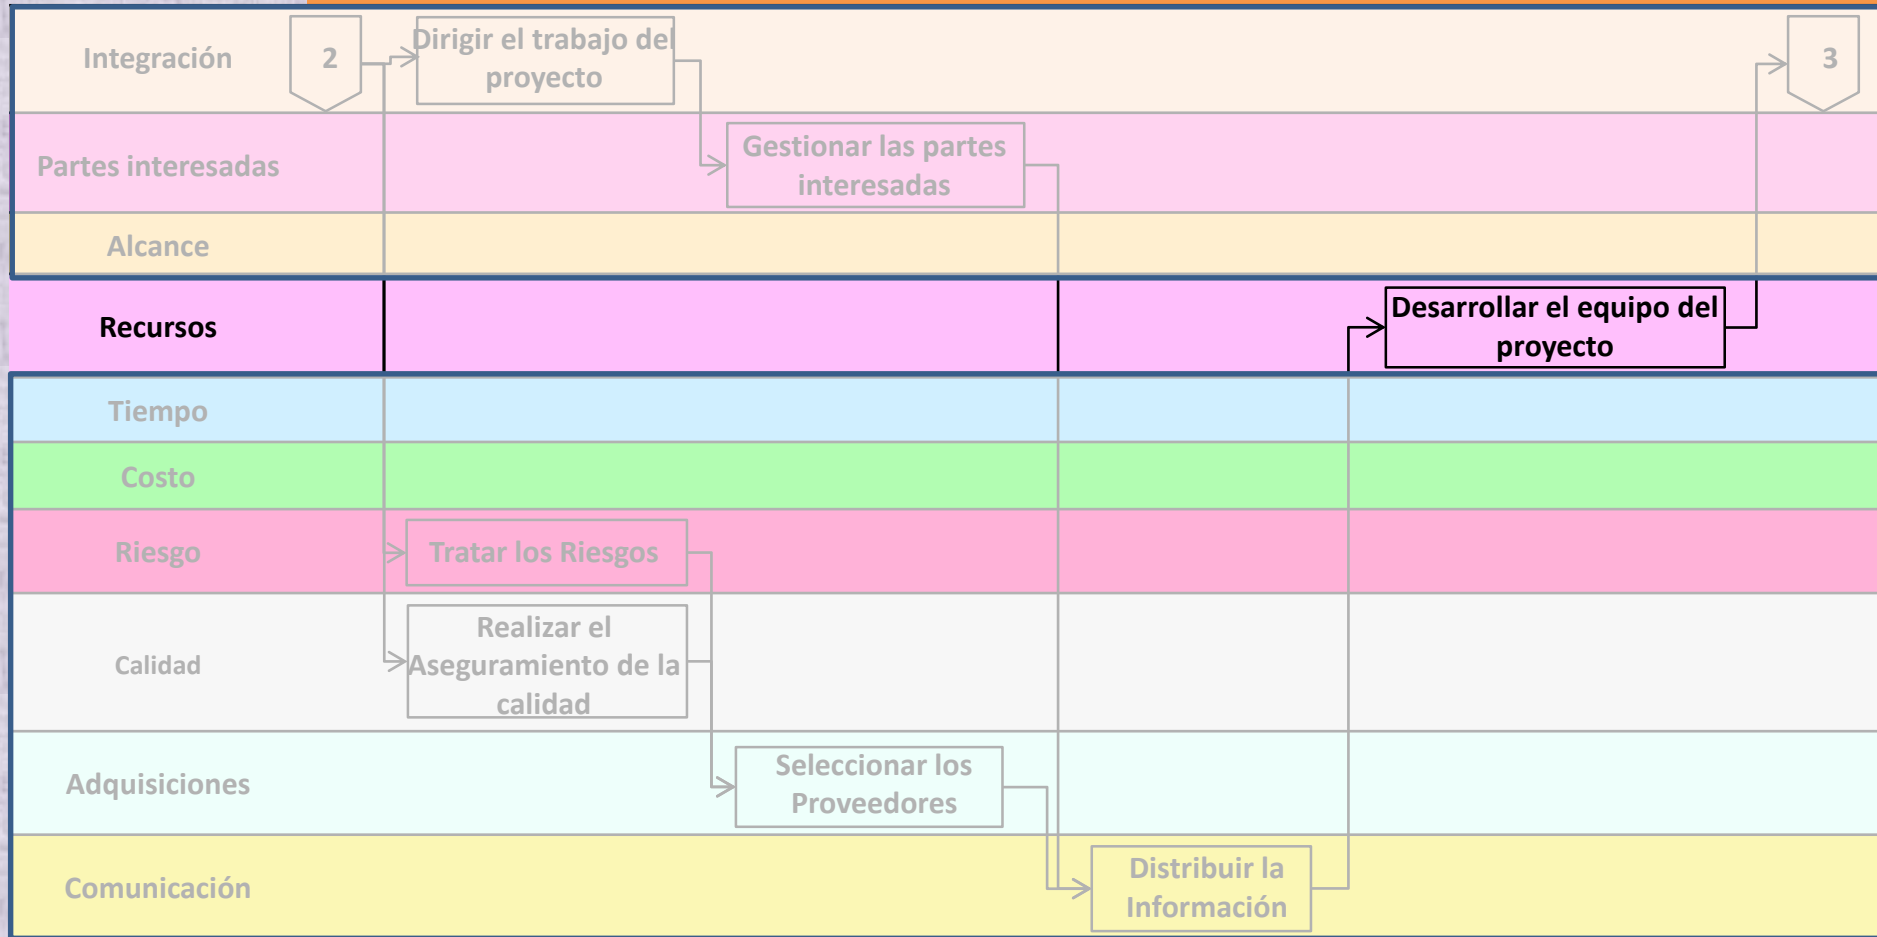 Integración
2
Dirigir el trabajo del
proyecto
3
Partes interesadas
Gestionar las partes
interesadas
Alcance
Recursos
Desarrollar el equipo del
proyecto
Tiempo
Costo
Riesgo
Tratar los Riesgos
Calidad
Realizar el
Aseguramiento de la
calidad
Adquisiciones
Seleccionar los
Proveedores
Comunicación
Distribuir la
Información